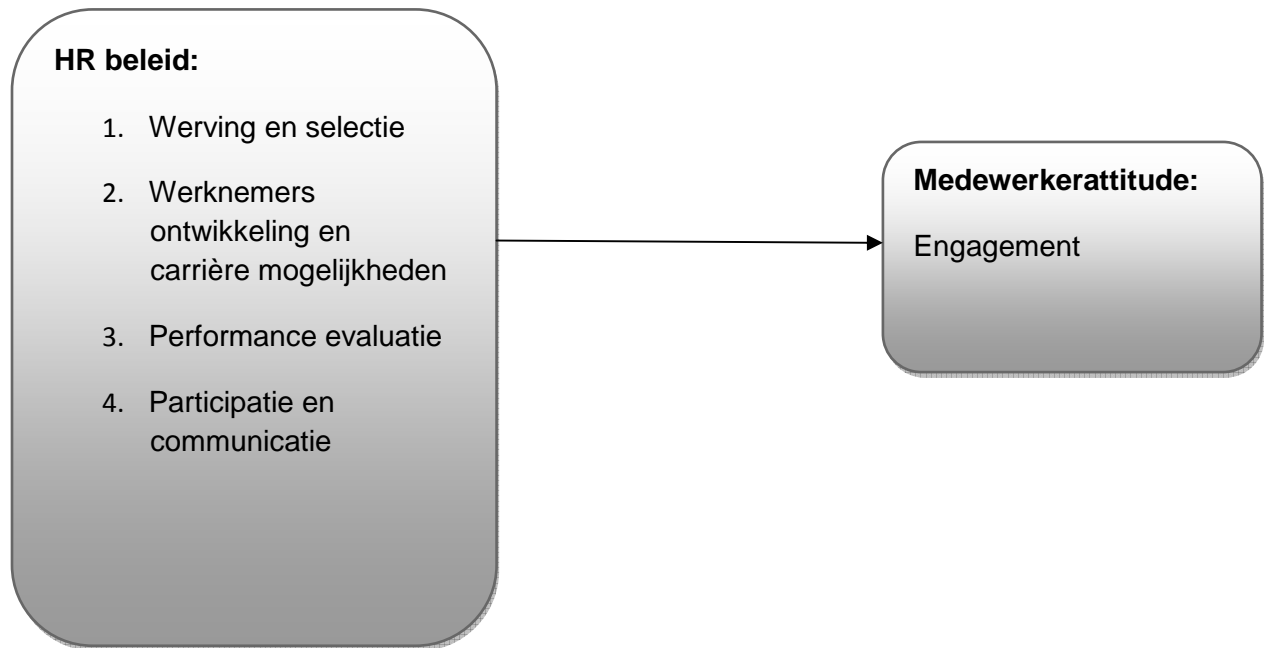 HR beleid:
1. Werving en selectie
2. Werknemers
ontwikkeling en
carrière mogelijkheden
3. Performance evaluatie
4. Participatie en
communicatie
Medewerkerattitude:
Engagement